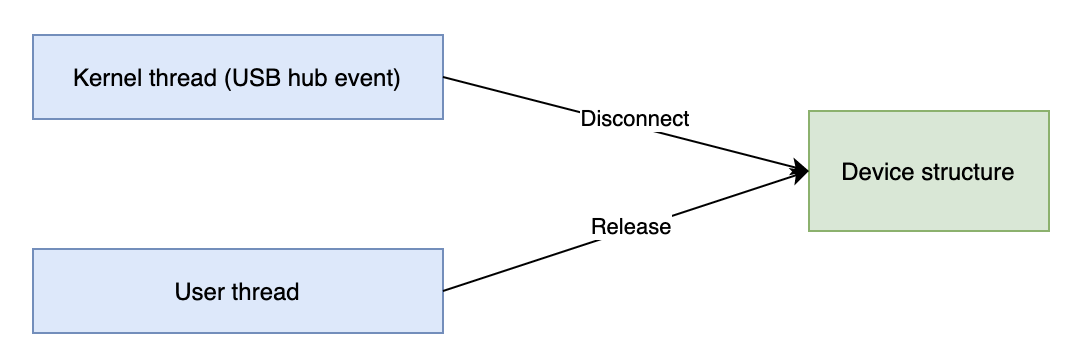 Kernel thread (USB hub event)
Disconnect
Device structure
Release
User thread